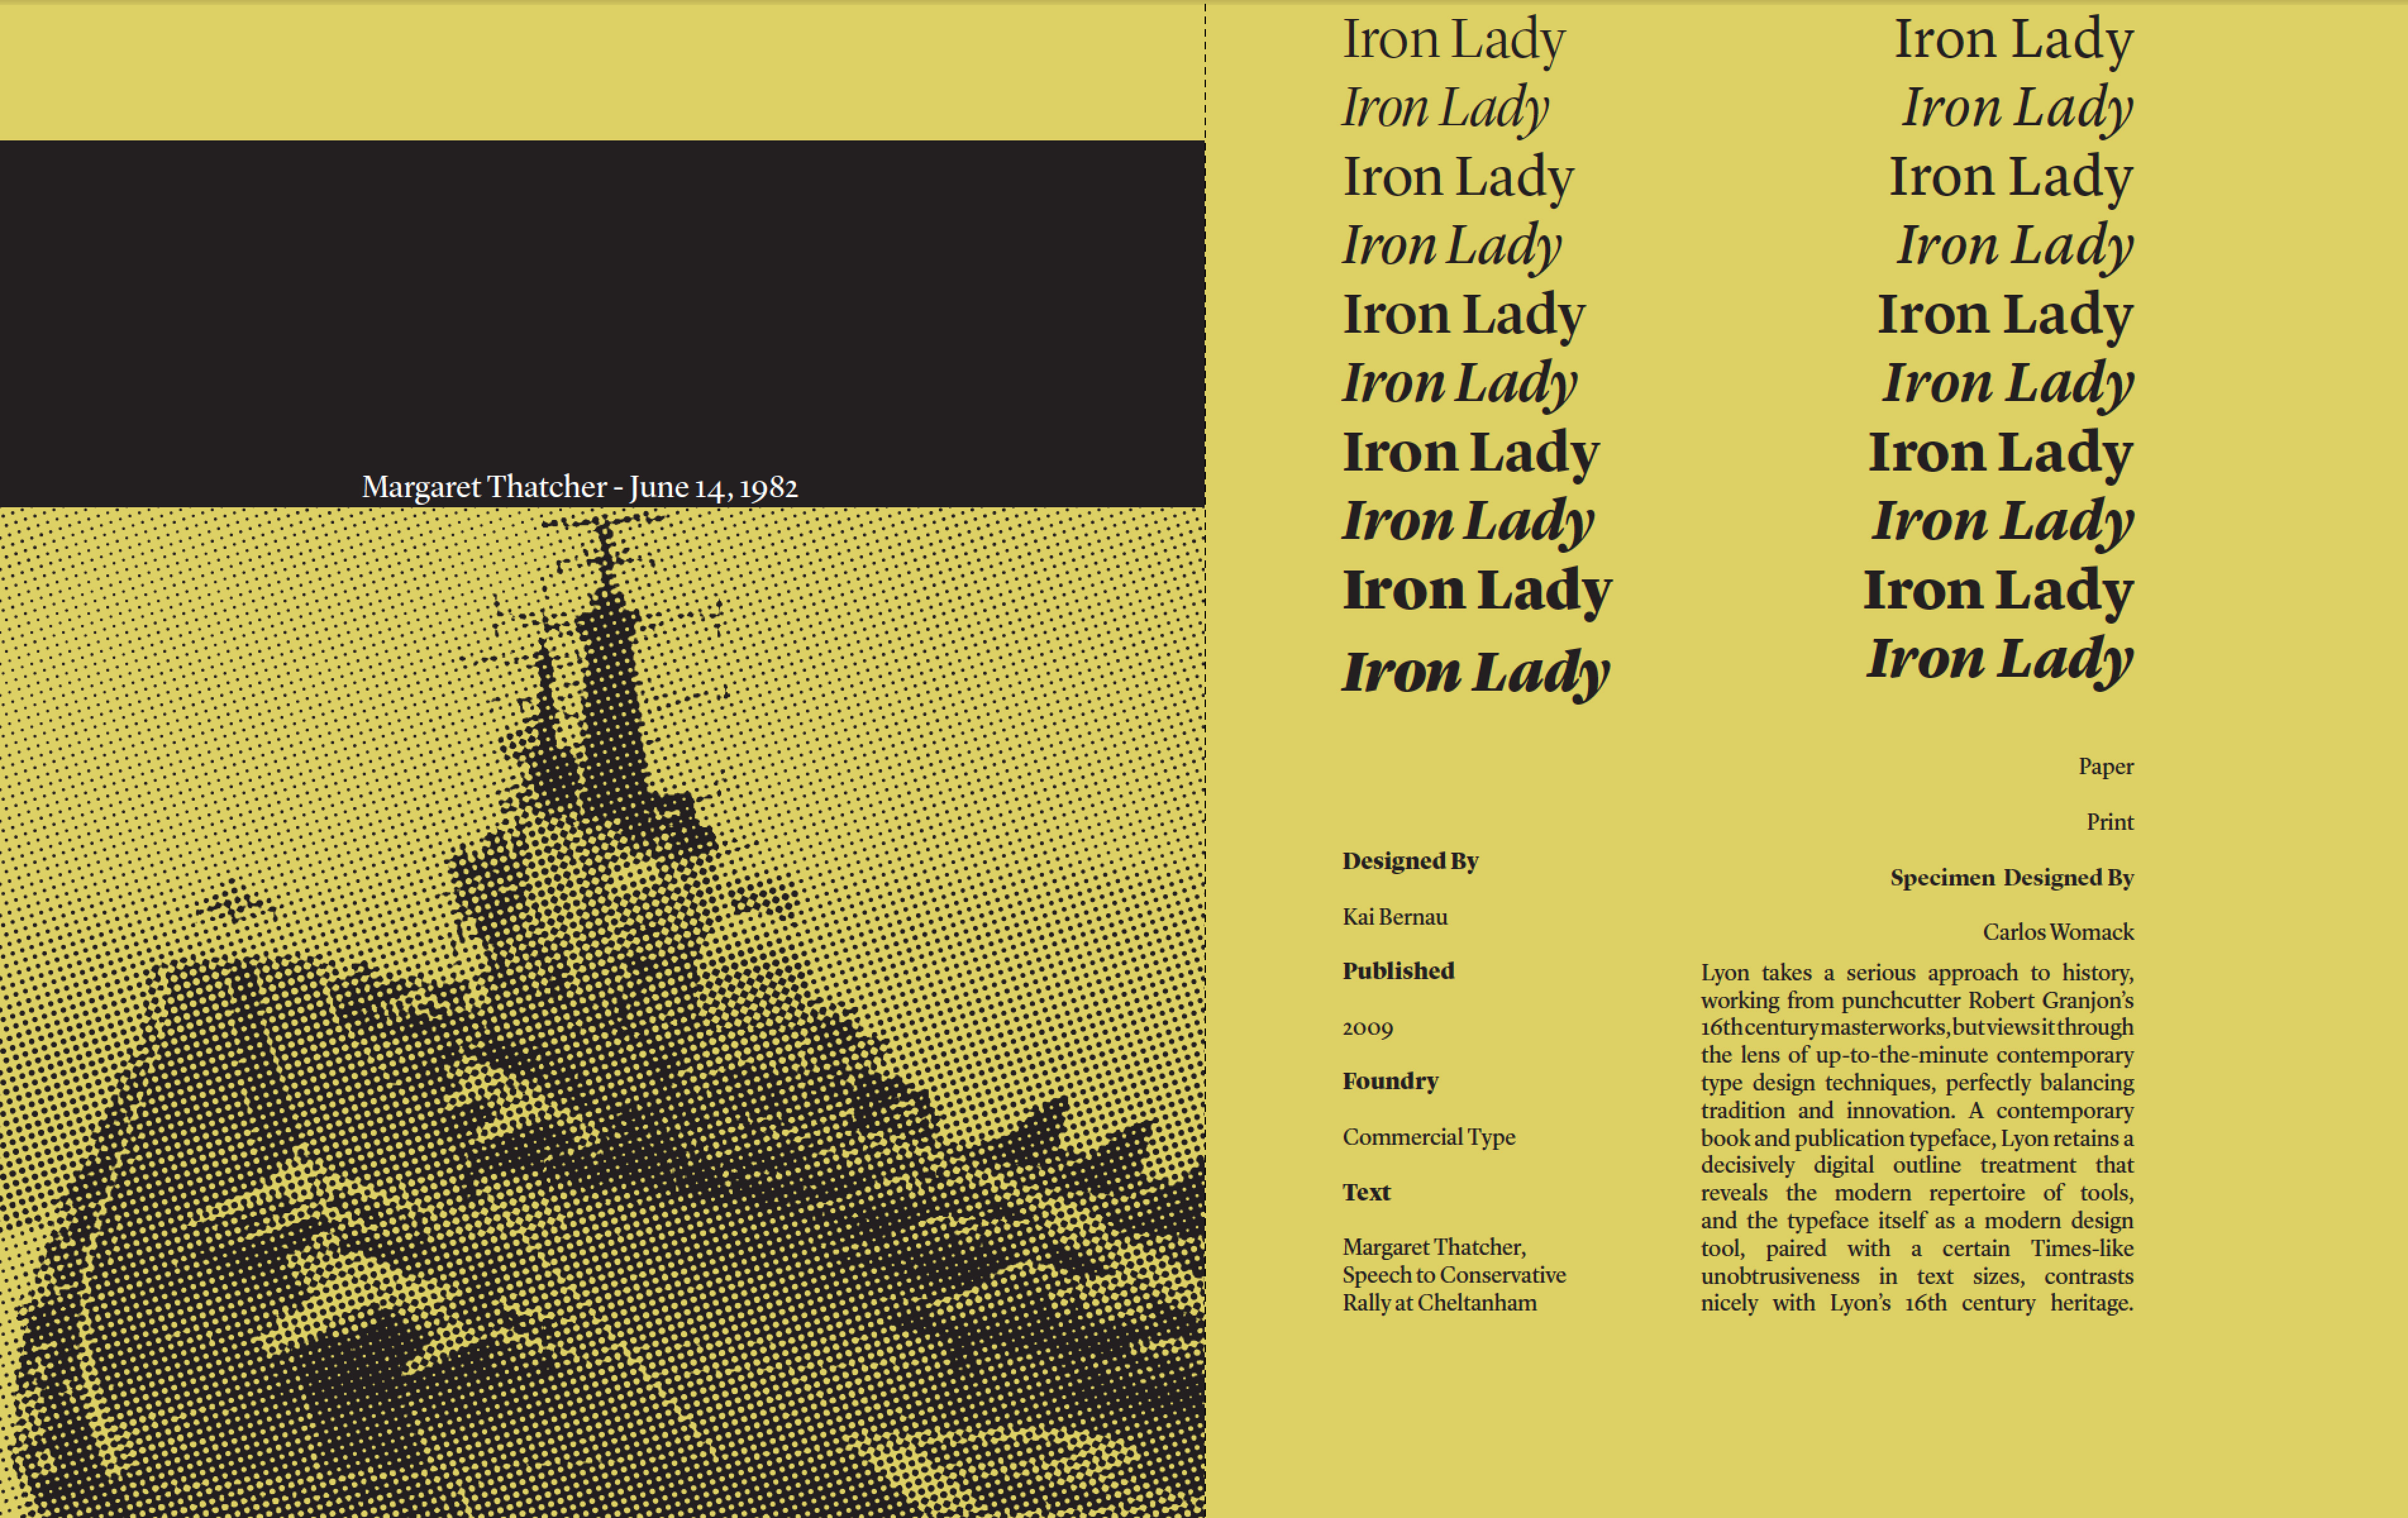 Margaret Thatcher - June 14, 1982
Iron Lady
Iron Lady
Iron Lady
Iron Lady
Iron Lady
Iron Lady
Iron Lady
Iron Lady
Iron Lady
Iron Lady
Designed By
Kai Bernau
Published
2009
Foundry
Commercial Type
Text
Margaret Thatcher,
Speech to Conservative
Rally at Cheltanham
Iron Lady
Iron Lady
Iron Lady
Iron Lady
Iron Lady
Iron Lady
Iron Lady
Iron Lady
Iron Lady
Iron Lady
Paper
Print
Specimen Designed By
Carlos Womack
Lyon takes a serious approach to history,
working from punchcutter Robert Granjon's
16th century masterworks, but views it through
the lens of up-to-the-minute contemporary
type design techniques, perfectly balancing
tradition and innovation. A contemporary
book and publication typeface, Lyon retains a
decisively digital outline treatment that
reveals the modern repertoire of tools,
and the typeface itself as a modern design
tool, paired with a certain Times-like
unobtrusiveness in text sizes, contrasts
nicely with Lyon's 16th century heritage.